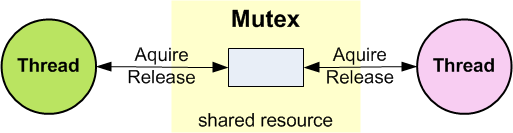 Mutex
Thread
Aquire
Release
Aquire
Release
Thread
shared resource